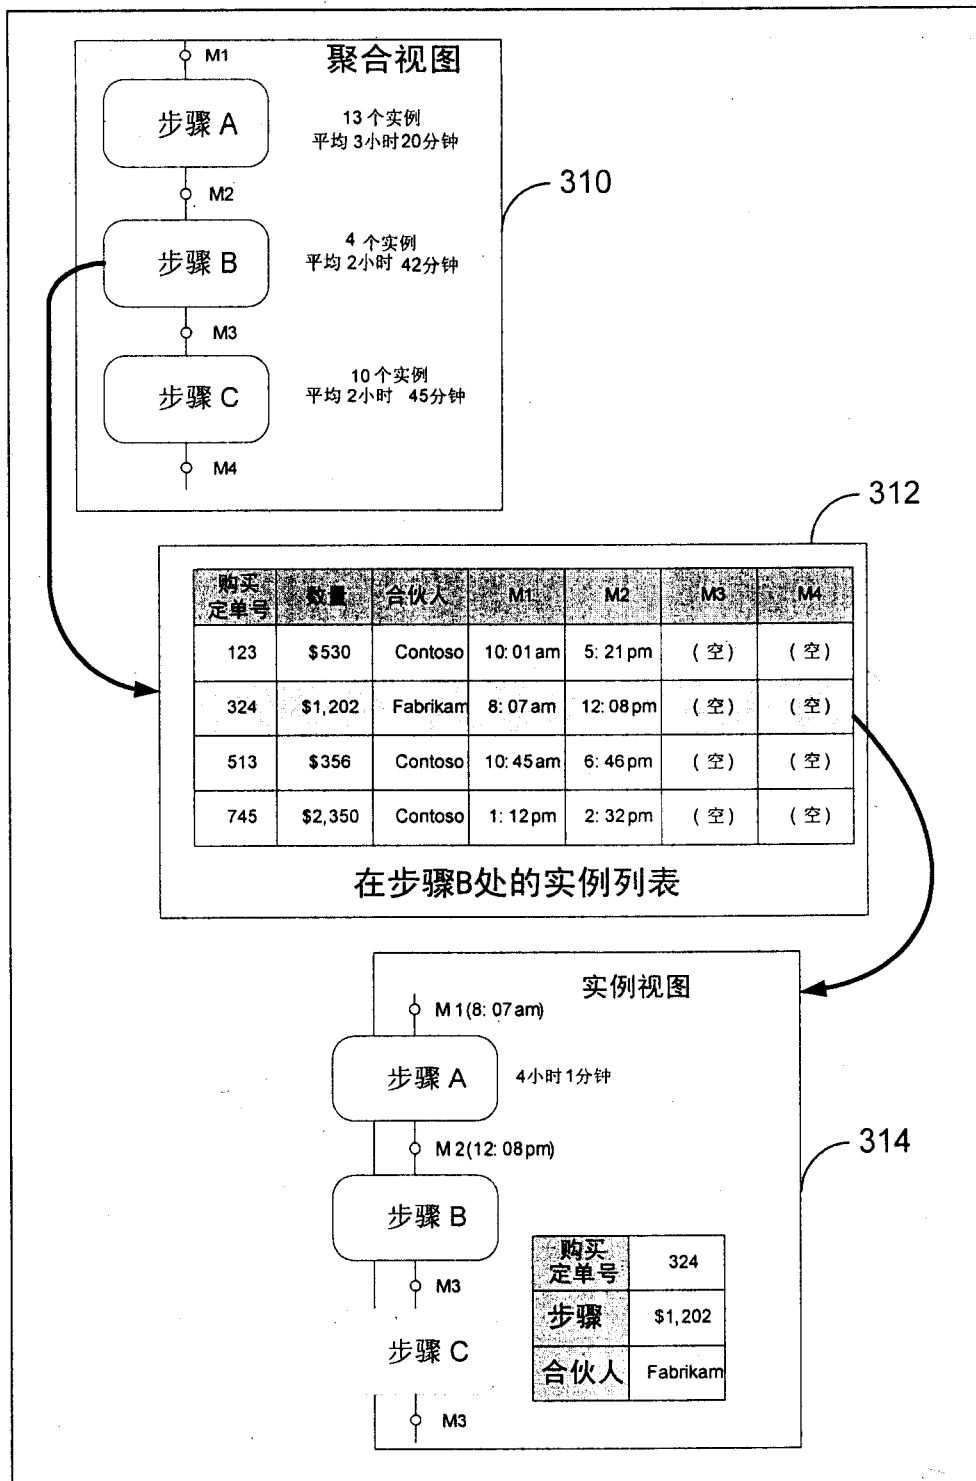 M1
聚合视图
步骤 A
13 个实例
平均 3小时20分钟
310
M2
步骤 B
4 个实例
平均 2小时 42分钟
M3
步骤 C
10 个实例
平均 2小时 45分钟
M4
312
购买
定单号 数量 合伙人 M1 M2 M3 M4
123 $530 Contoso 10:01am 5:21pm (空) (空)
324 $1,202 Fabrikam 8:07am 12:08pm (空) (空)
513 $356 Contoso 10:45am 6:46pm (空) (空)
745 $2,350 Contoso 1:12pm 2:32pm (空) (空)
在步骤B处的实例列表
实例视图
M1(8:07am)
步骤 A
4小时1分钟
M2(12:08pm)
314
步骤 B
M3
步骤 C
M3
购买
定单号 324
步骤 $1,202
合伙人 Fabrikam